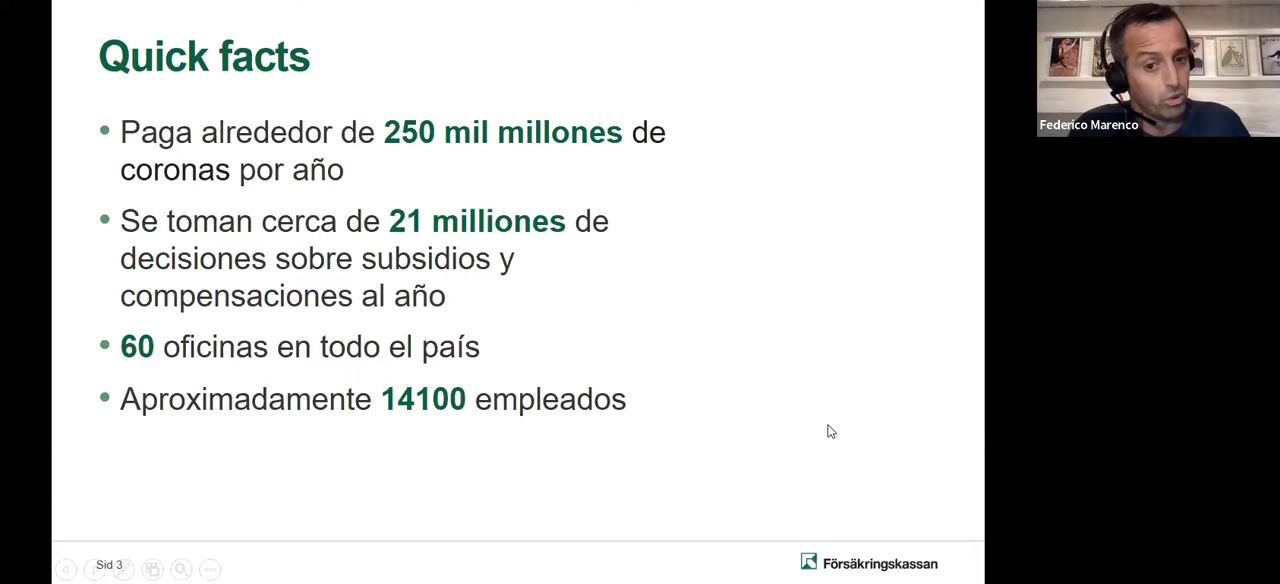 Quick facts
• Paga alrededor de 250 mil millones de
coronas por año
• Se toman cerca de 21 milliones de
decisiones sobre subsidios y
compensaciones al año
• 60 oficinas en todo el país
• Aproximadamente 14100 empleados
Sid 3
Försäkringskassan
Federico Marenco